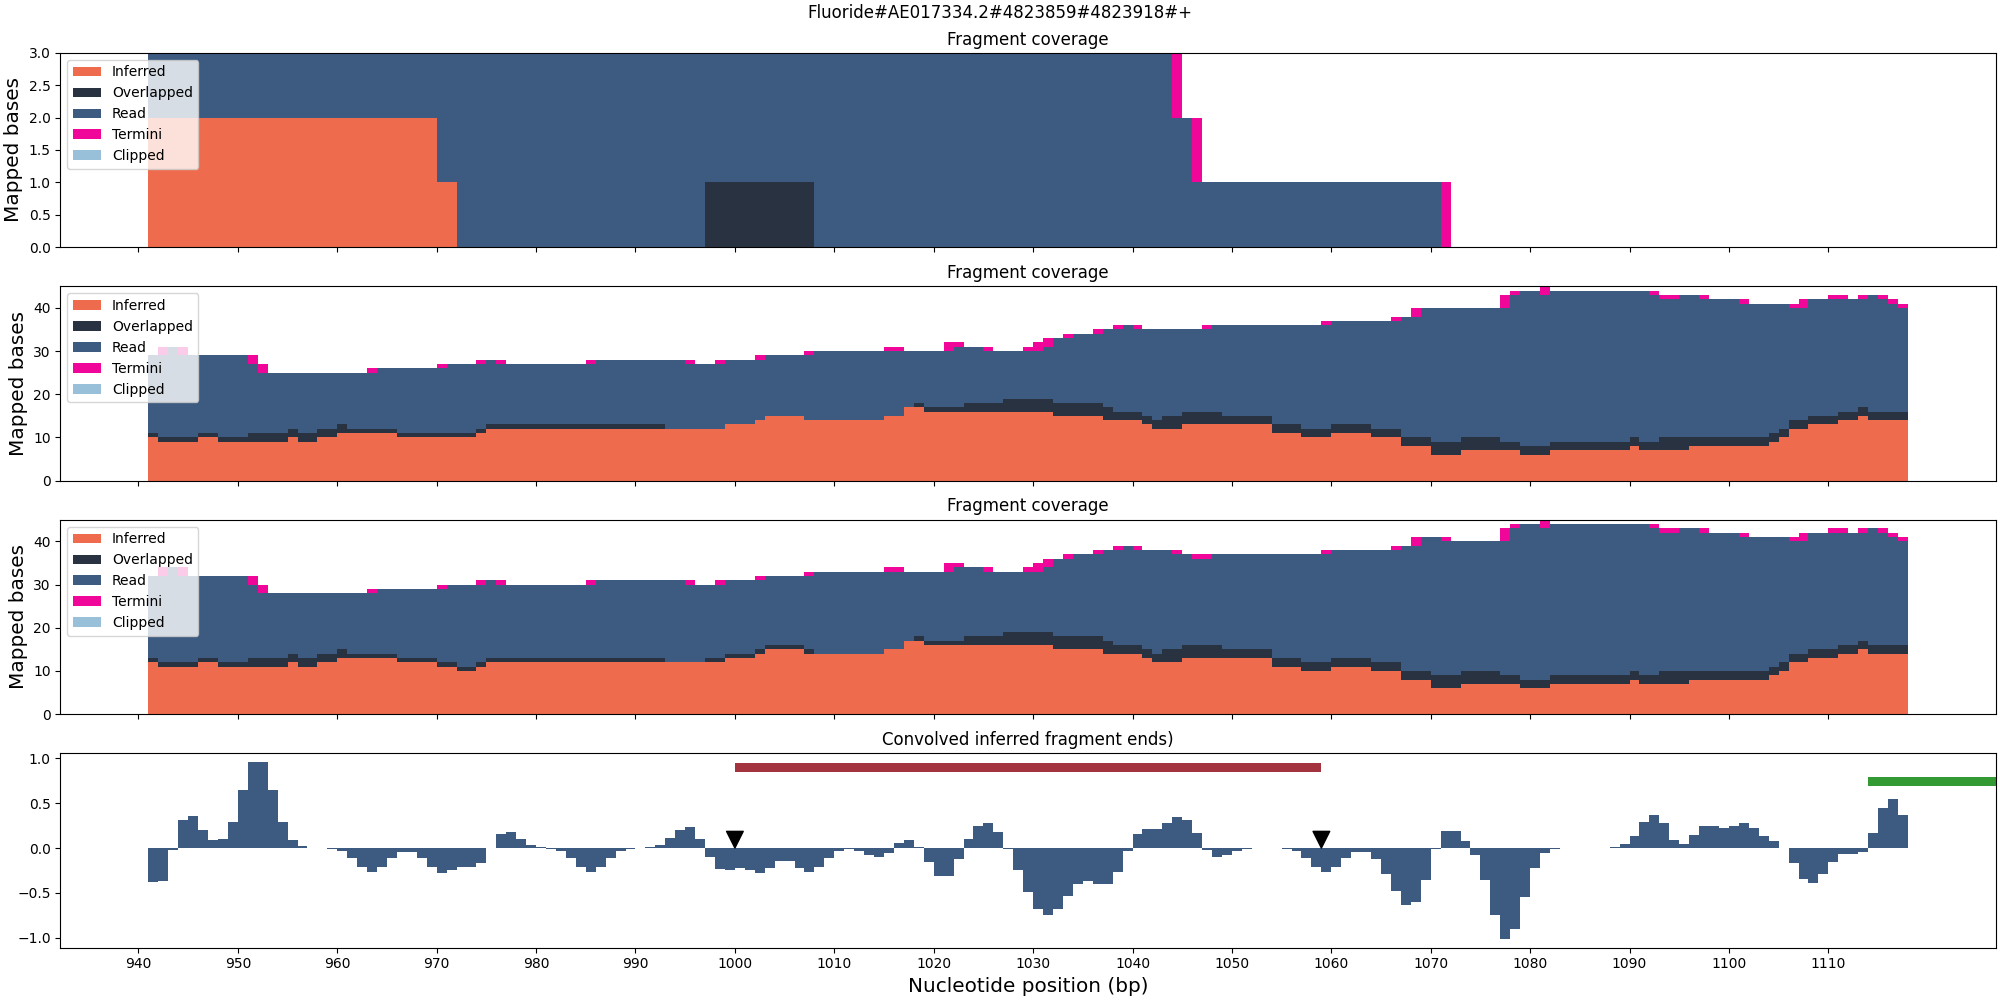 Fluoride#AE017334.2#4823859#4823918#+
Fragment coverage
Mapped bases
3.0
2.5
2.0
1.5
1.0
0.5
0.0
Inferred
Overlapped
Read
Termini
Clipped
Fragment coverage
Mapped bases
40
30
20
10
0
Inferred
Overlapped
Read
Termini
Clipped
Fragment coverage
Mapped bases
40
30
20
10
0
Inferred
Overlapped
Read
Termini
Clipped
Convolved inferred fragment ends)
1.0
0.5
0.0
−0.5
−1.0
940 950 960 970 980 990 1000 1010 1020 1030 1040 1050 1060 1070 1080 1090 1100 1110
Nucleotide position (bp)